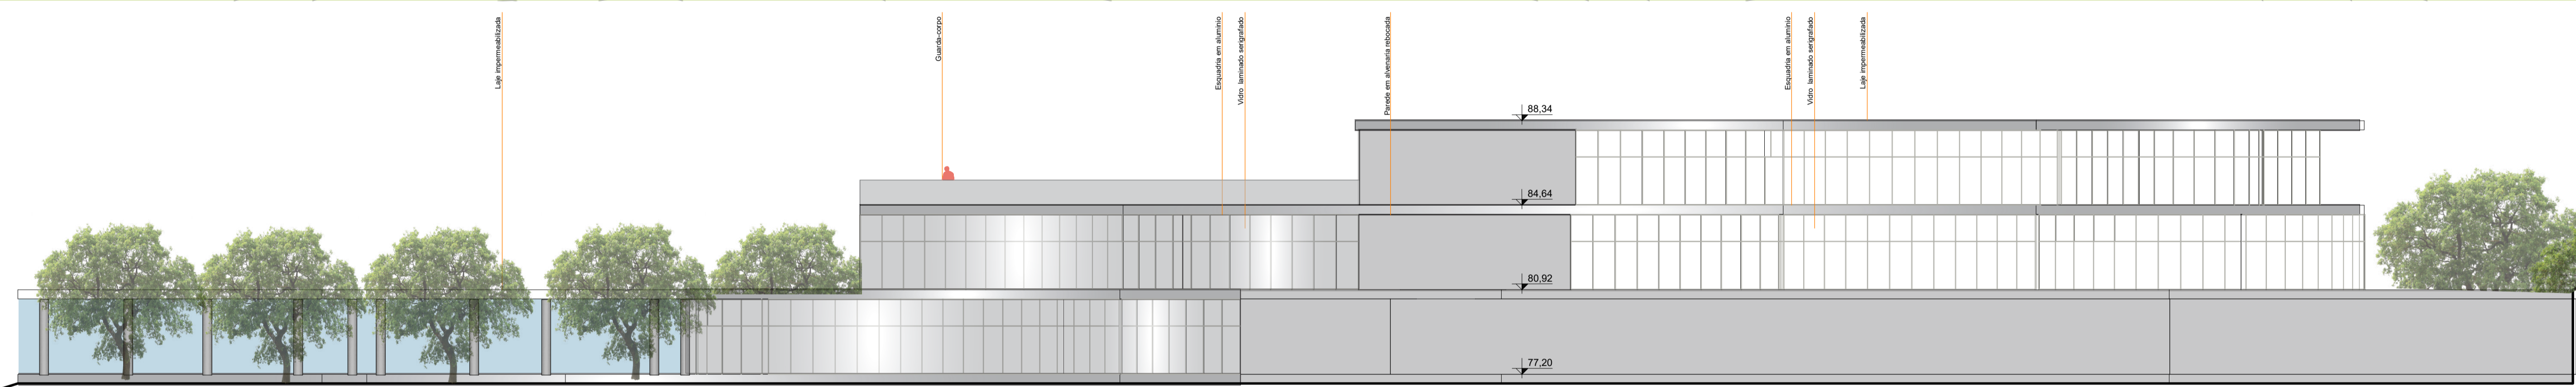 Laje impermeabilizada
Guarda-corpo
Esquadria em alumínio
Vidro laminado serigrafado
Parede em alvenaria rebocada
Esquadria em alumínio
Vidro laminado serigrafado
Laje impermeabilizada
88,34
84,64
80,92
77,20